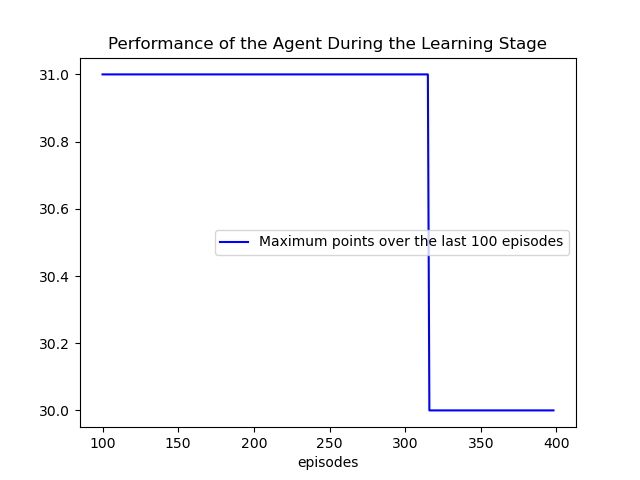 Performance of the Agent During the Learning Stage
31.0
30.8
30.6
30.4
30.2
30.0
Maximum points over the last 100 episodes
100 150 200 250 300 350 400
episodes